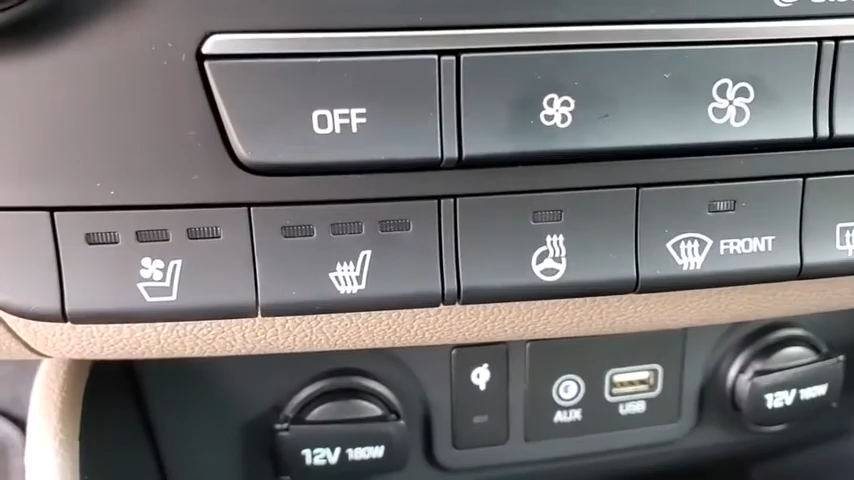 OFF
FRONT
AUX
USB
12V 180W
12V 180W